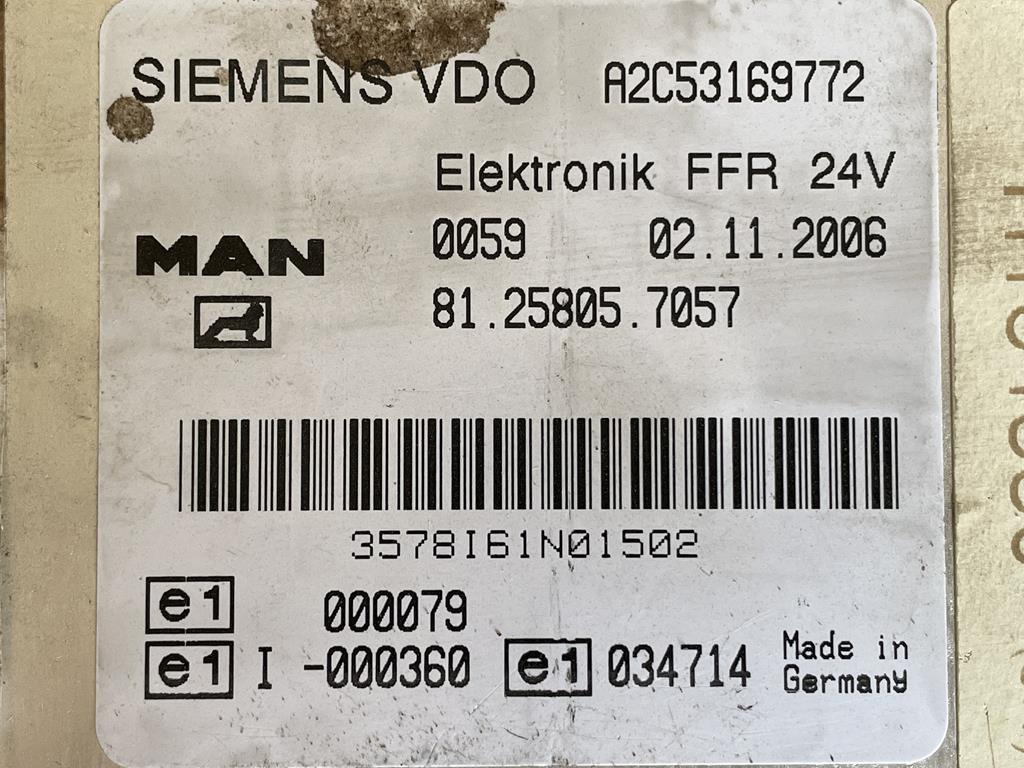 SIEMENS VDO A2C53169772
Elektronik FFR 24V
MAN 0059 02.11.2006
81.25805.7057
3578I61N01502
e1 000079
e1 I -000360 e1 034714 Made in
Germany